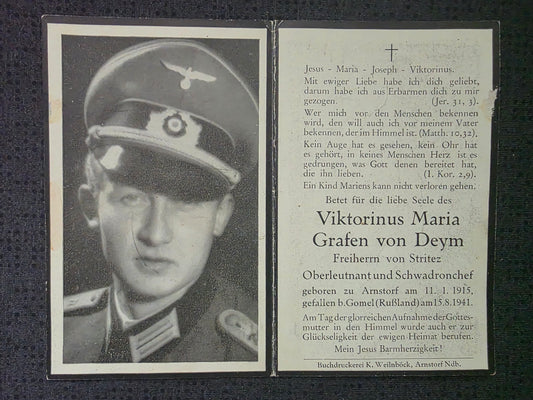 Jesus - Maria - Joseph - Viktorinus.
Mit ewiger Liebe habe ich dich geliebt,
darum habe ich aus Erbarmen dich zu mir
gezogen. (Jer. 31, 3).
Wer mich vor den Menschen bekennen
wird, den will auch ich vor meinem Vater
bekennen, der im Himmel ist. (Matth. 10,32).
Kein Auge hat es gesehen, kein Ohr hat
es gehört, in keines Menschen Herz ist es
gedrungen, was Gott denen bereitet hat,
die ihn lieben. (I. Kor. 2,9).
Ein Kind Mariens kann nicht verloren gehen.
Betet für die liebe Seele des
Viktorinus Maria
Grafen von Deym
Freiherrn von Stritez
Oberleutnant und Schwadronchef
geboren zu Arnstorf am 11. 1. 1915,
gefallen b. Gomel (Rußland) am 15.8.1941.
Am Tag der glorreichen Aufnahme der Gottes-
mutter in den Himmel wurde auch er zur
Glückseligkeit der ewigen Heimat berufen.
Mein Jesus Barmherzigkeit!
Buchdruckerei K. Weilnböck, Arnstorf Ndb.